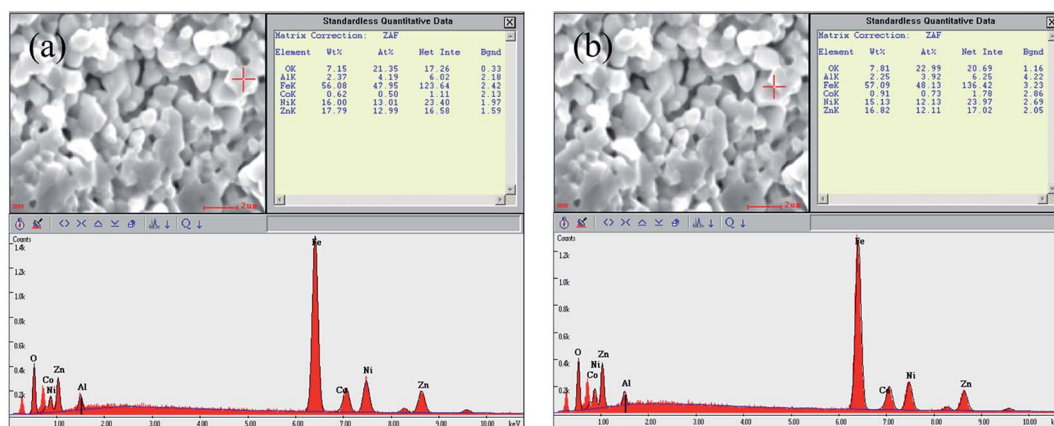 (a)
Standardless Quantitative Data
Matrix Correction: ZAF
Element Wt% At% Net Inte Bgnd
OK 7.15 21.35 17.26 0.33
AlK 2.37 4.19 6.02 2.18
FeK 56.08 47.95 123.64 2.42
CoK 0.62 0.50 1.11 2.13
NiK 16.00 13.01 23.40 1.97
ZnK 17.79 12.99 16.58 1.59
2um
Counts
1.4k
1.2k
1.0k
0.8k
0.6k
0.4k
0.2k
O
Co
Ni
Zn
Al
Fe
Co
Ni
Zn
1.00 2.00 3.00 4.00 5.00 6.00 7.00 8.00 9.00 10.00
keV
(b)
Standardless Quantitative Data
Matrix Correction: ZAF
Element Wt% At% Net Inte Bgnd
OK 7.81 22.99 20.69 1.16
AlK 2.25 3.92 6.25 4.22
FeK 57.09 48.13 136.42 3.23
CoK 0.91 0.73 1.78 2.86
NiK 15.13 12.13 23.97 2.69
ZnK 16.82 12.11 17.02 2.05
2um
Counts
1.2k
1.0k
0.8k
0.6k
0.4k
0.2k
O
Co
Ni
Zn
Al
Fe
Co
Ni
Zn
1.00 2.00 3.00 4.00 5.00 6.00 7.00 8.00 9.00 10.00